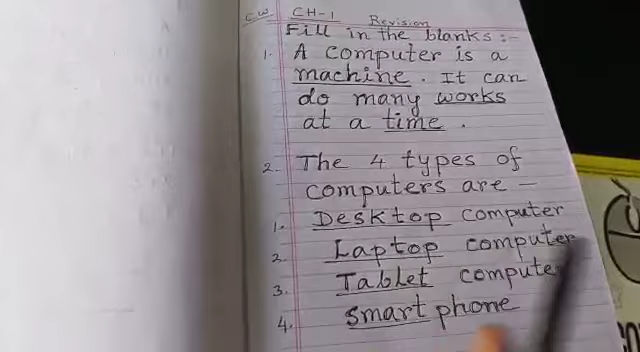 C.W. CH-1 Revision
Fill in the blanks :-
1. A computer is a
machine. It can
do many works
at a time.
2. The 4 types of
computers are -
1. Desktop computer
2. Laptop computer
3. Tablet computer
4. smart phone